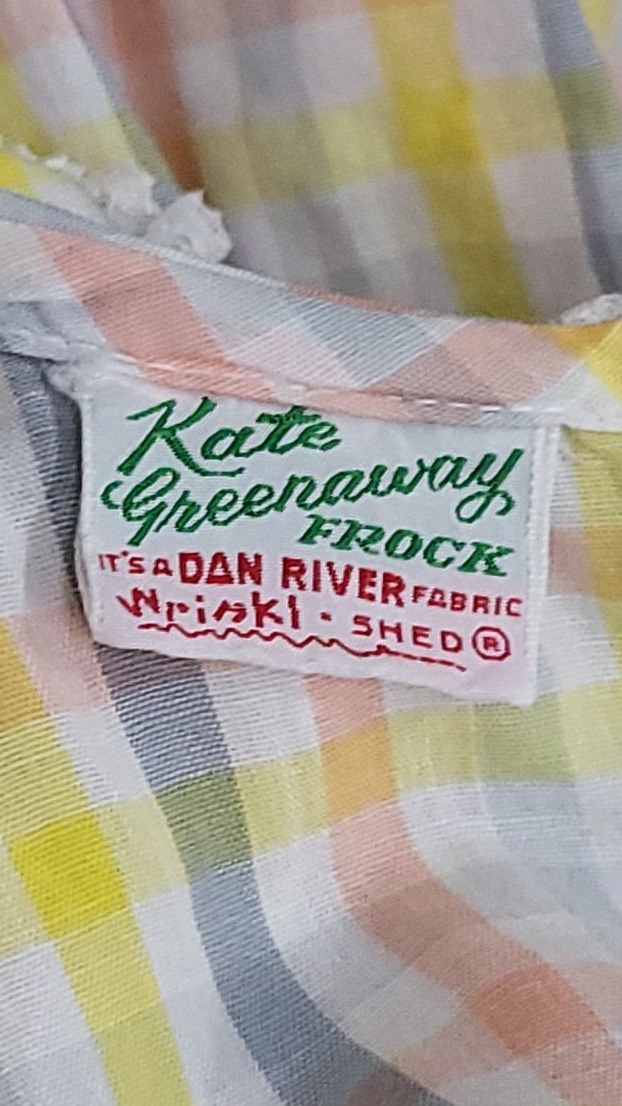 Kate
Greenaway
FROCK
IT'S A DAN RIVER FABRIC
Wrinkl · SHED ®